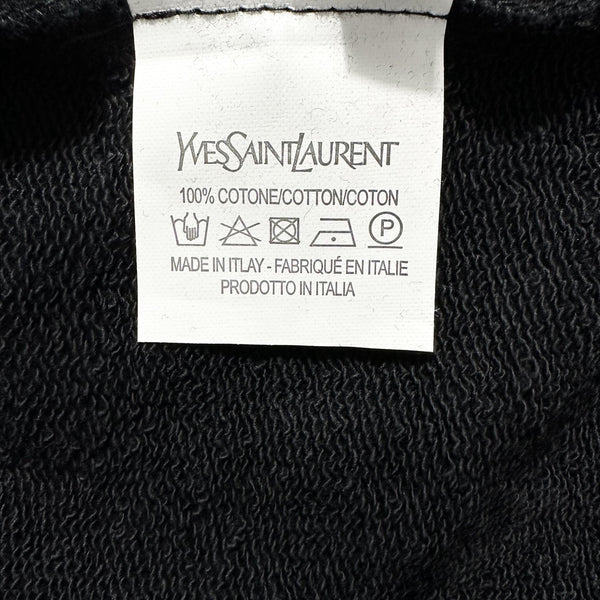 YVESSAINTLAURENT
100% COTONE/COTTON/COTON
P
MADE IN ITLAY - FABRIQUÉ EN ITALIE
PRODOTTO IN ITALIA